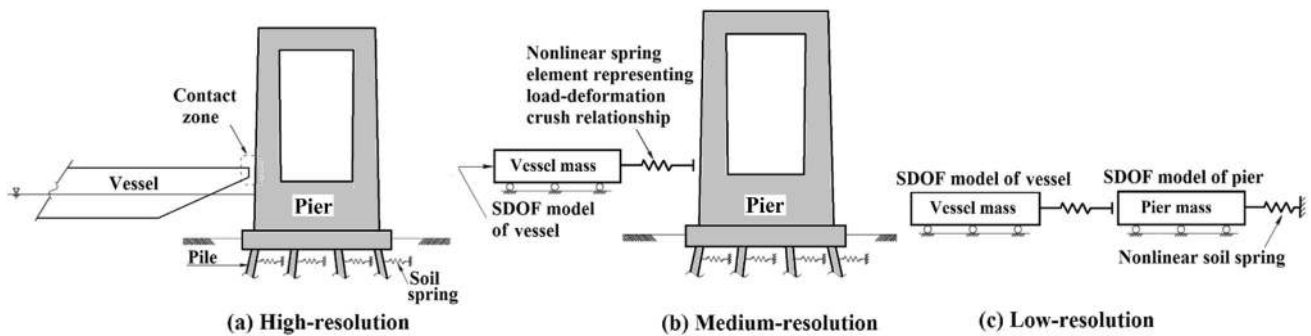 Contact
zone
Vessel
Pier
Pile
Soil
spring
(a) High-resolution
Nonlinear spring
element representing
load-deformation
crush relationship
Vessel mass
SDOF model
of vessel
Pier
(b) Medium-resolution
SDOF model of vessel
SDOF model of pier
Vessel mass
Pier mass
Nonlinear soil spring
(c) Low-resolution